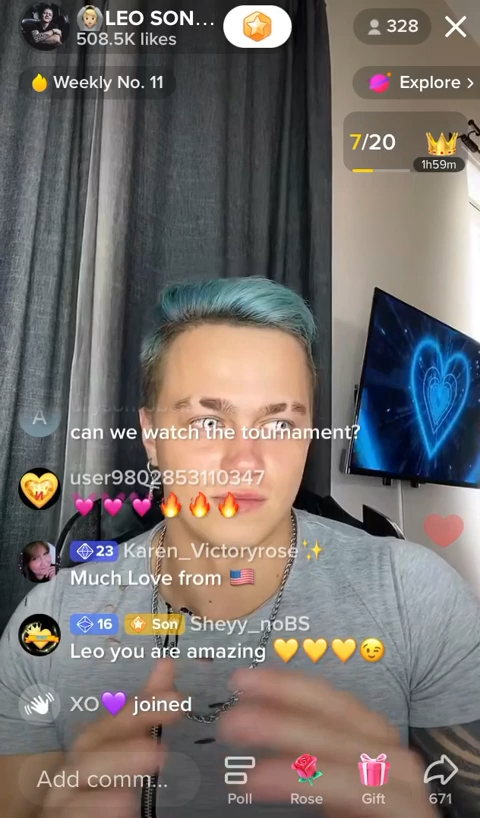 LEO SON...
508.5K likes
328
Weekly No. 11
Explore
7/20
1h59m
A
can we watch the tournament?
user9802853110347
23 Karen_Victoryrose
Much Love from
16 Son Sheyy_noBS
Leo you are amazing
XO💜 joined
Add comm...
Poll
Rose
Gift
671